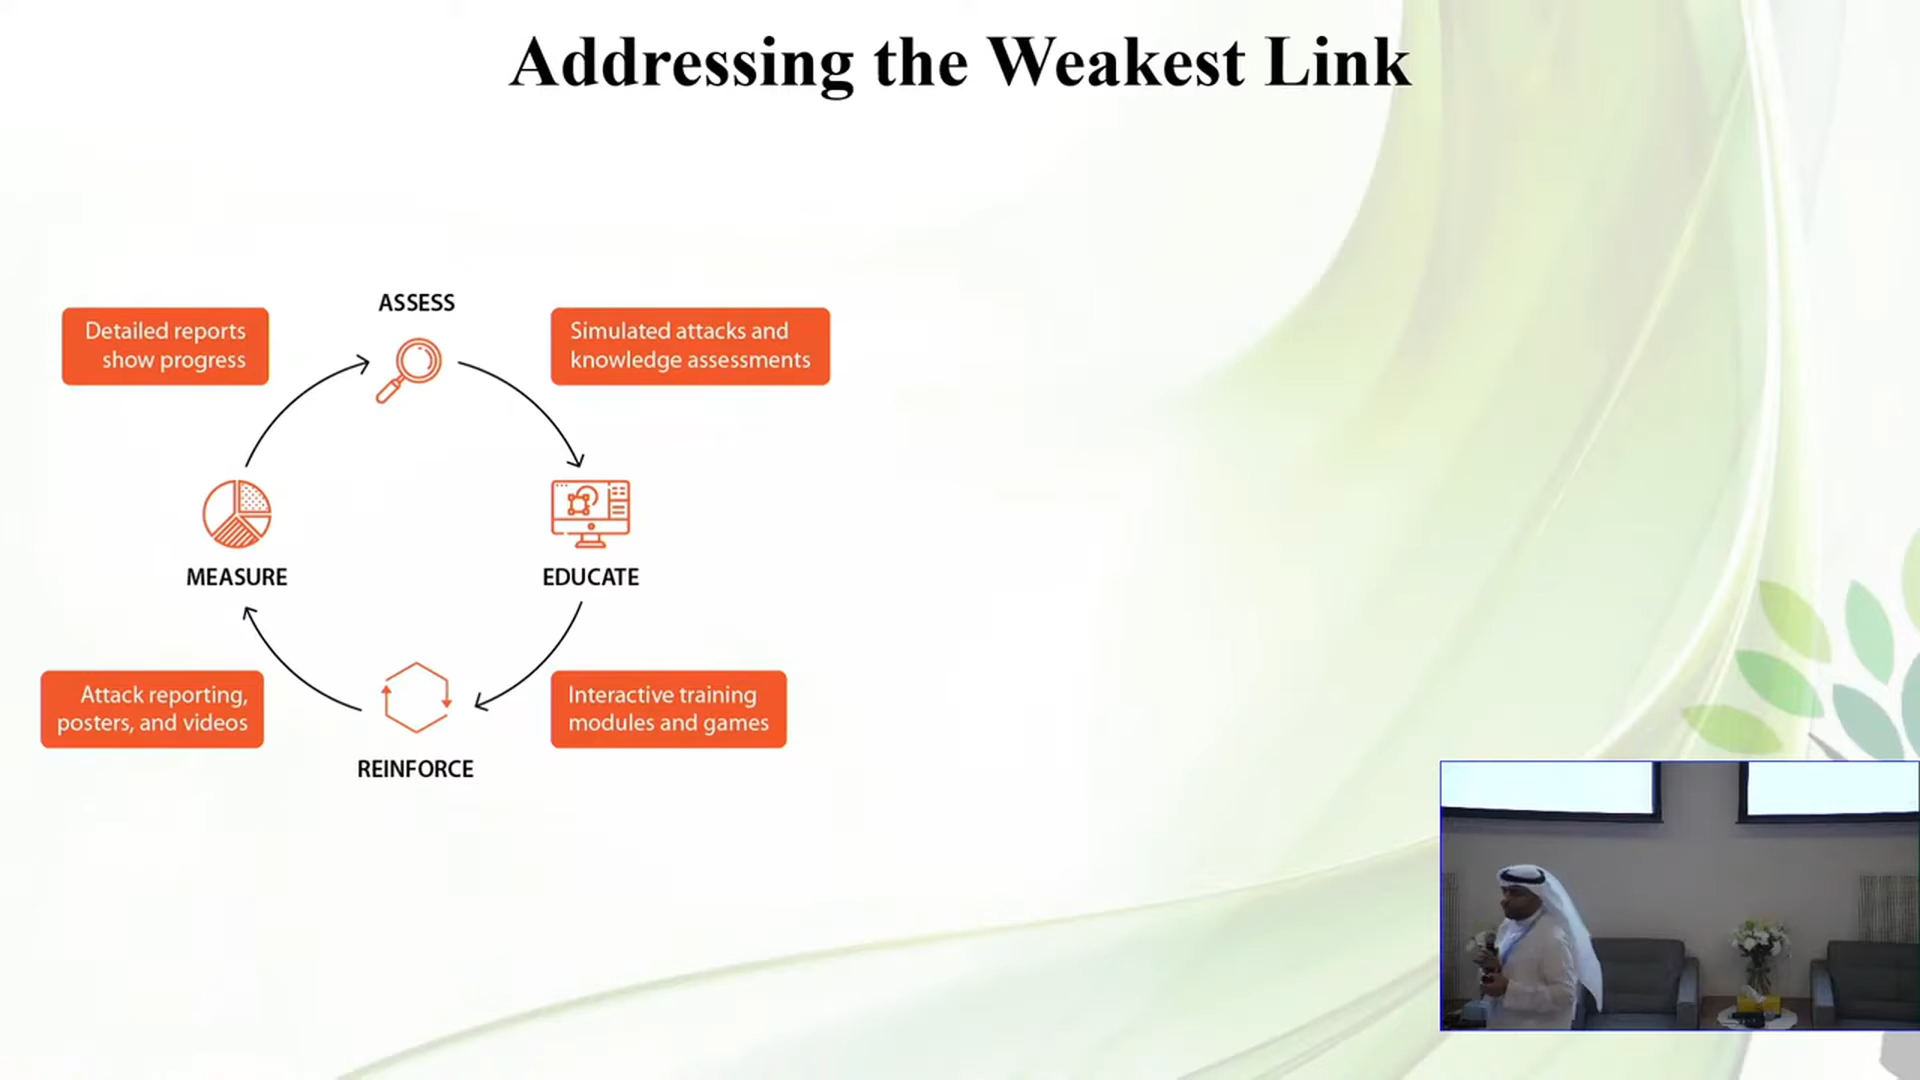 Addressing the Weakest Link
ASSESS
Detailed reports
show progress
Simulated attacks and
knowledge assessments
MEASURE
EDUCATE
Attack reporting,
posters, and videos
Interactive training
modules and games
REINFORCE